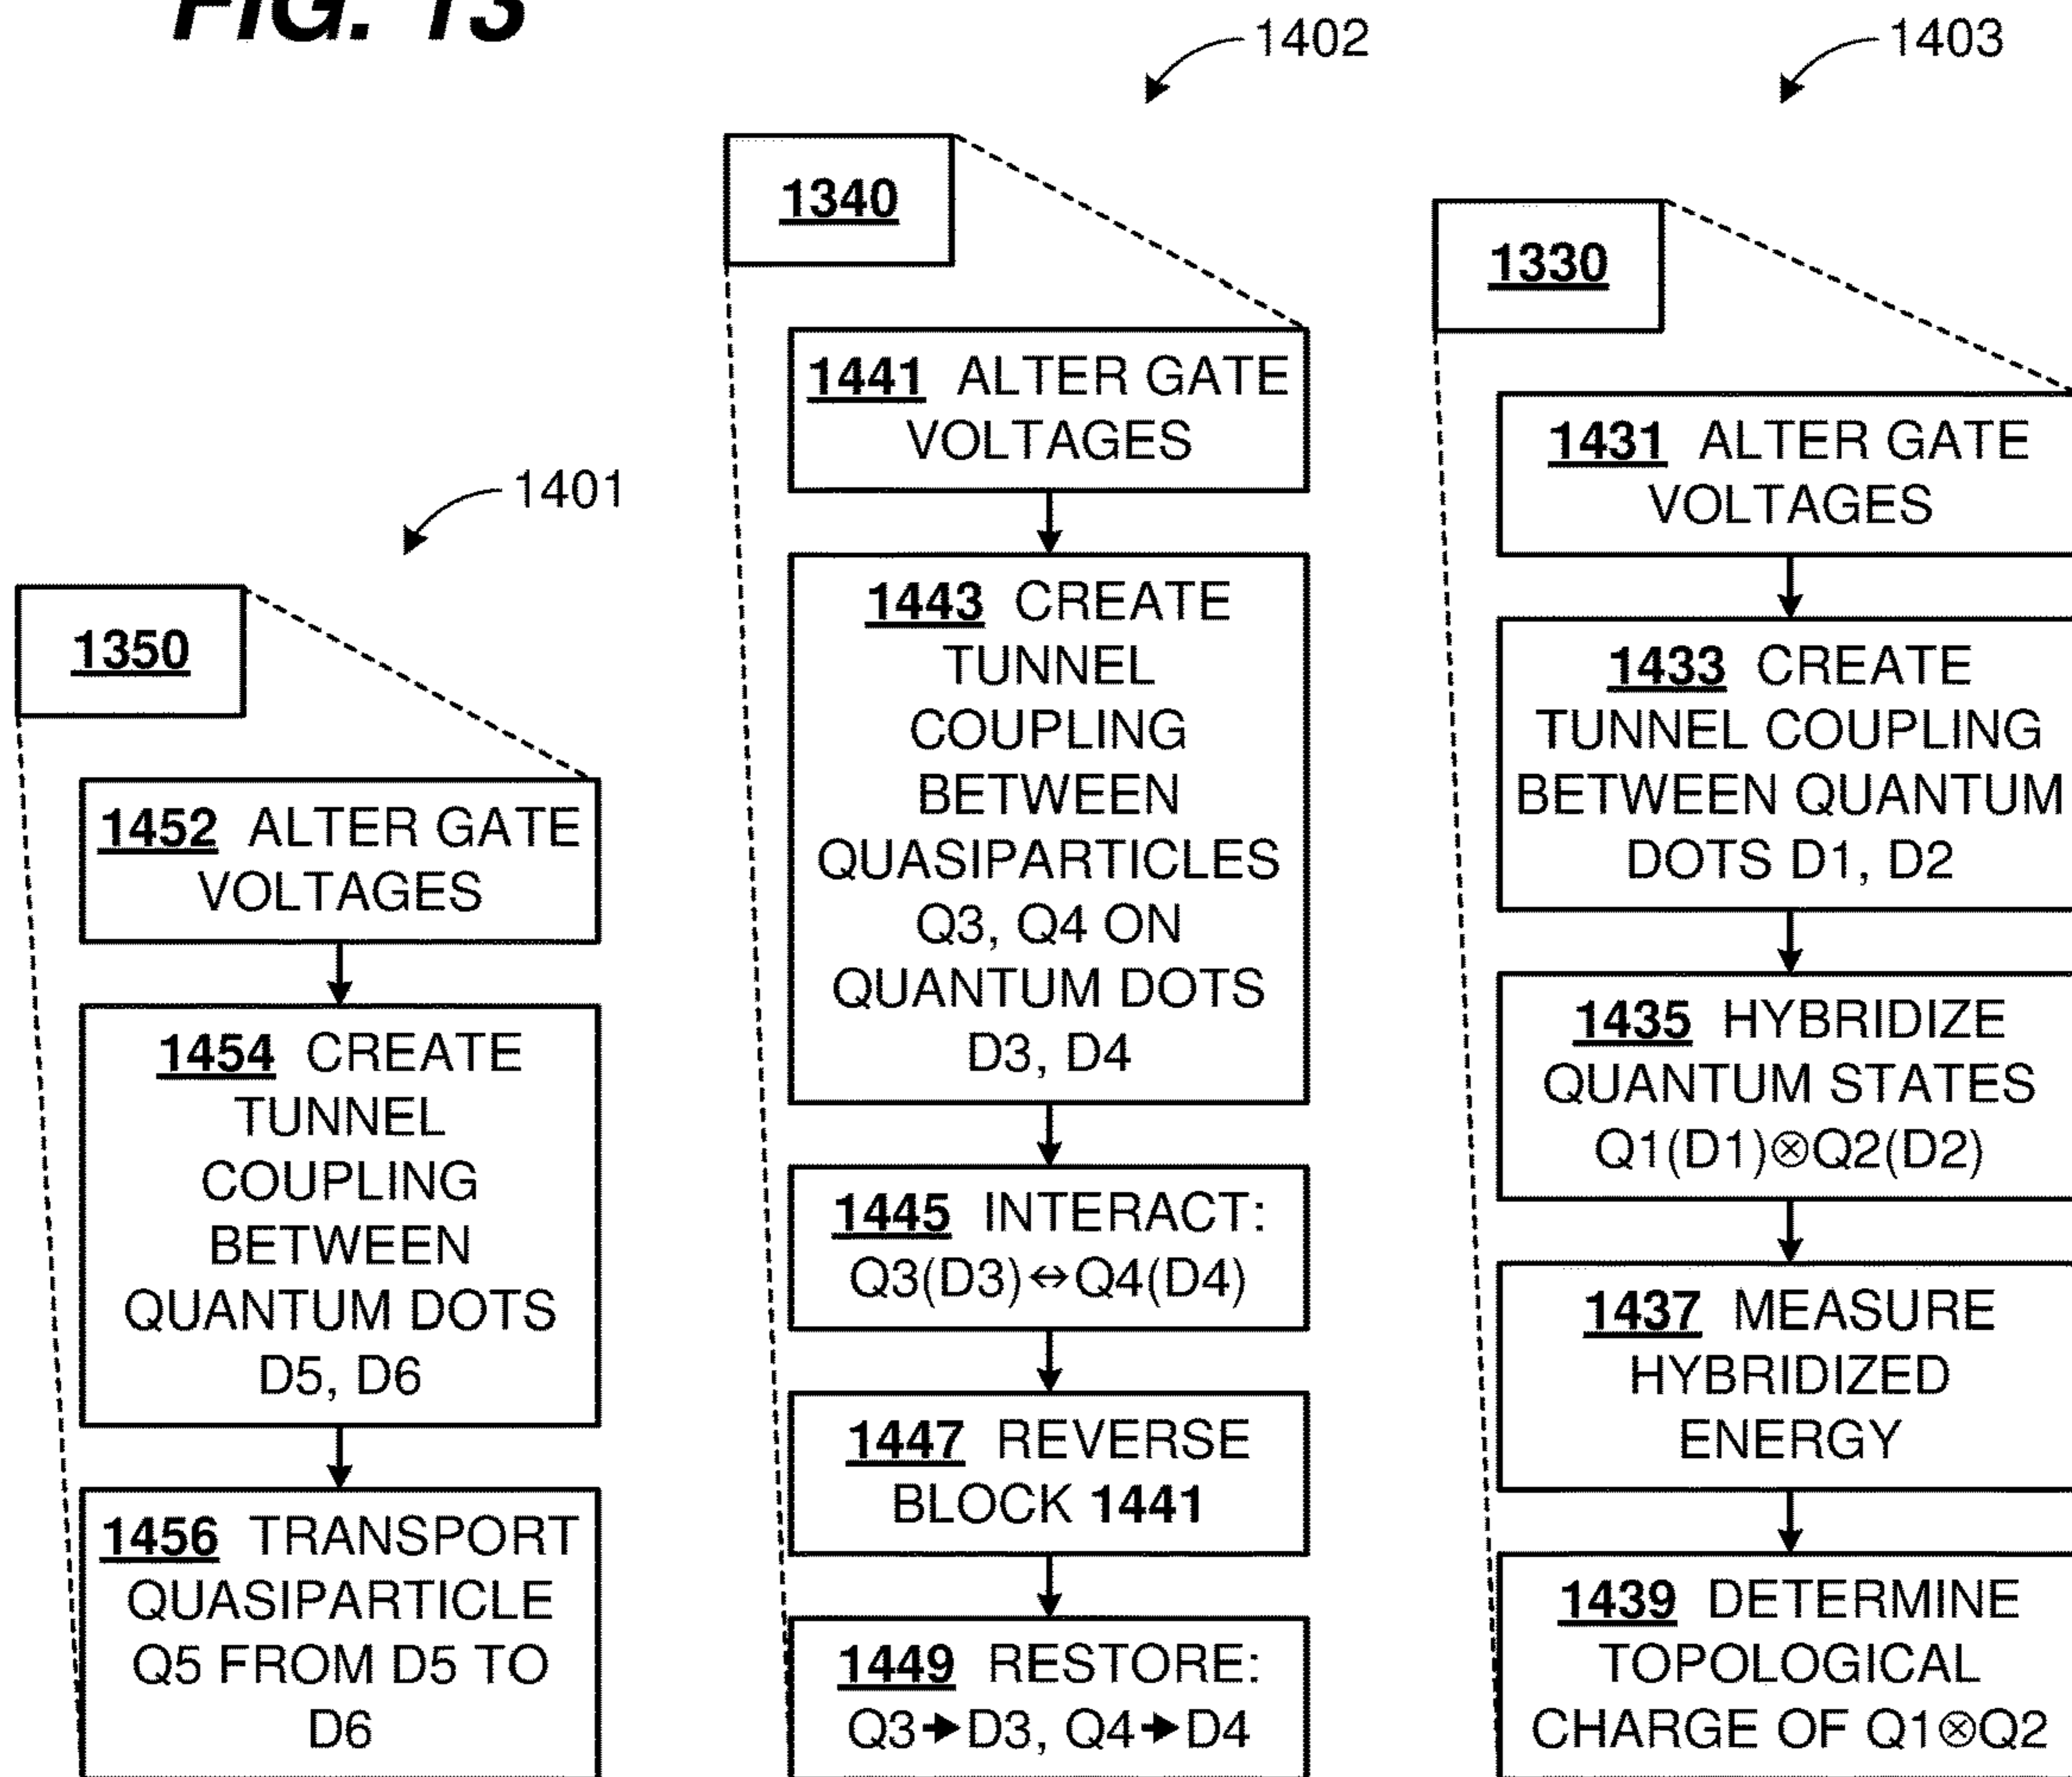 FIG. 13
1402
1403
1340
1330
1441 ALTER GATE
VOLTAGES
1431 ALTER GATE
VOLTAGES
1401
1443 CREATE
TUNNEL
COUPLING
BETWEEN
QUASIPARTICLES
Q3, Q4 ON
QUANTUM DOTS
D3, D4
1350
1433 CREATE
TUNNEL COUPLING
BETWEEN QUANTUM
DOTS D1, D2
1452 ALTER GATE
VOLTAGES
1435 HYBRIDIZE
QUANTUM STATES
Q1(D1)⊗Q2(D2)
1454 CREATE
TUNNEL
COUPLING
BETWEEN
QUANTUM DOTS
D5, D6
1445 INTERACT:
Q3(D3)↔Q4(D4)
1437 MEASURE
HYBRIDIZED
ENERGY
1447 REVERSE
BLOCK 1441
1456 TRANSPORT
QUASIPARTICLE
Q5 FROM D5 TO
D6
1449 RESTORE:
Q3➔D3, Q4➔D4
1439 DETERMINE
TOPOLOGICAL
CHARGE OF Q1⊗Q2